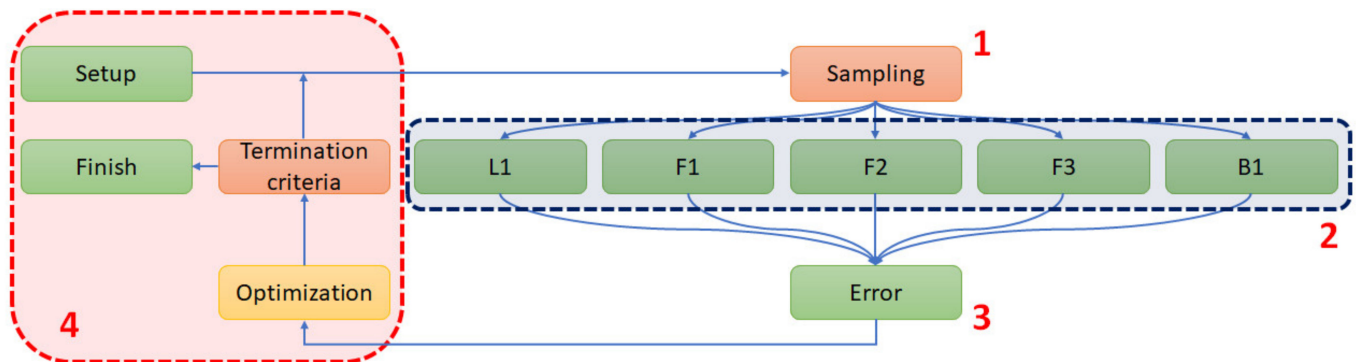 Setup
Sampling
1
Finish
Termination
criteria
L1
F1
F2
F3
B1
2
Optimization
Error
3
4